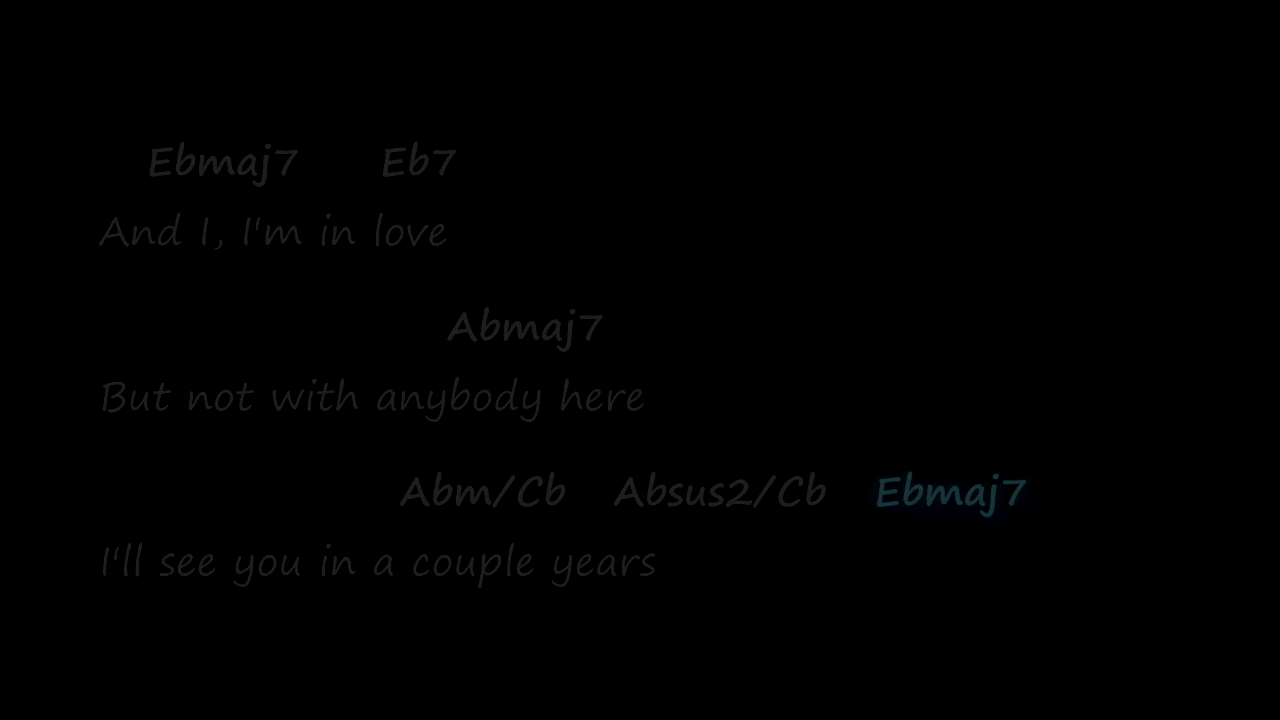 Ebmaj7 Eb7
And I, I'm in love
Abmaj7
But not with anybody here
Abm/Cb Absus2/Cb Ebmaj7
I'll see you in a couple years